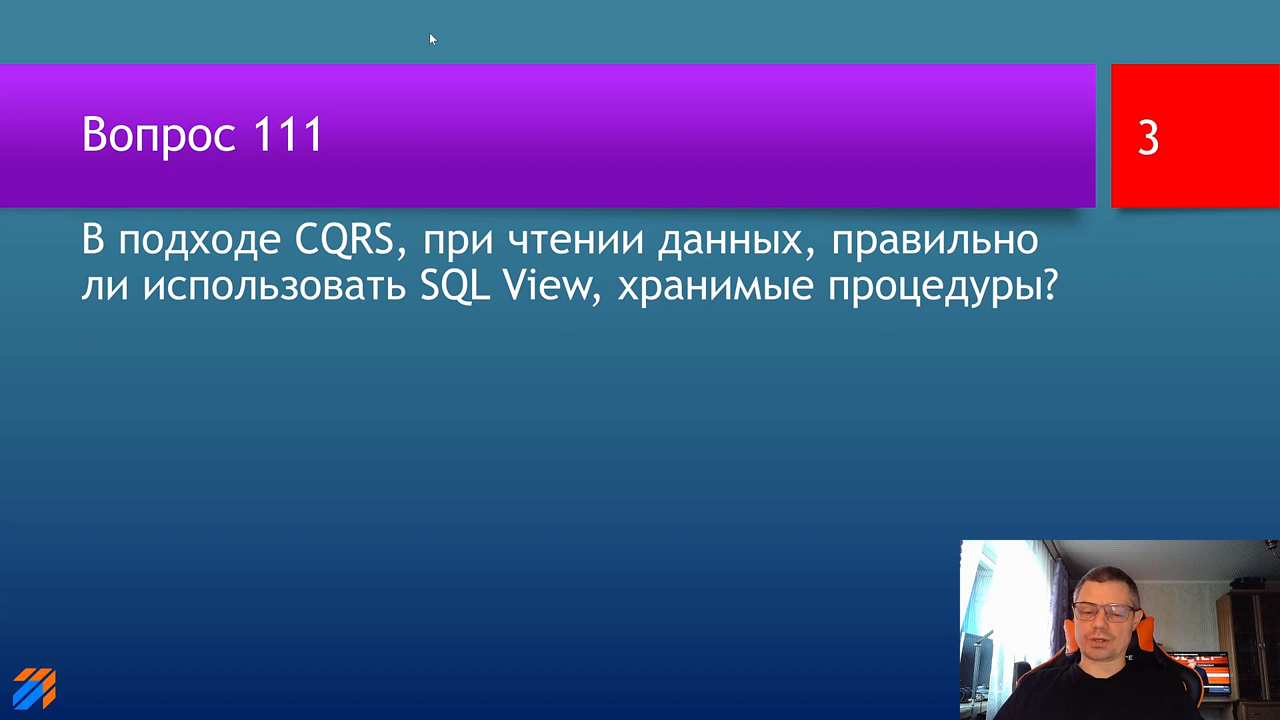 Вопрос 111
3
В подходе CQRS, при чтении данных, правильно
ли использовать SQL View, хранимые процедуры?